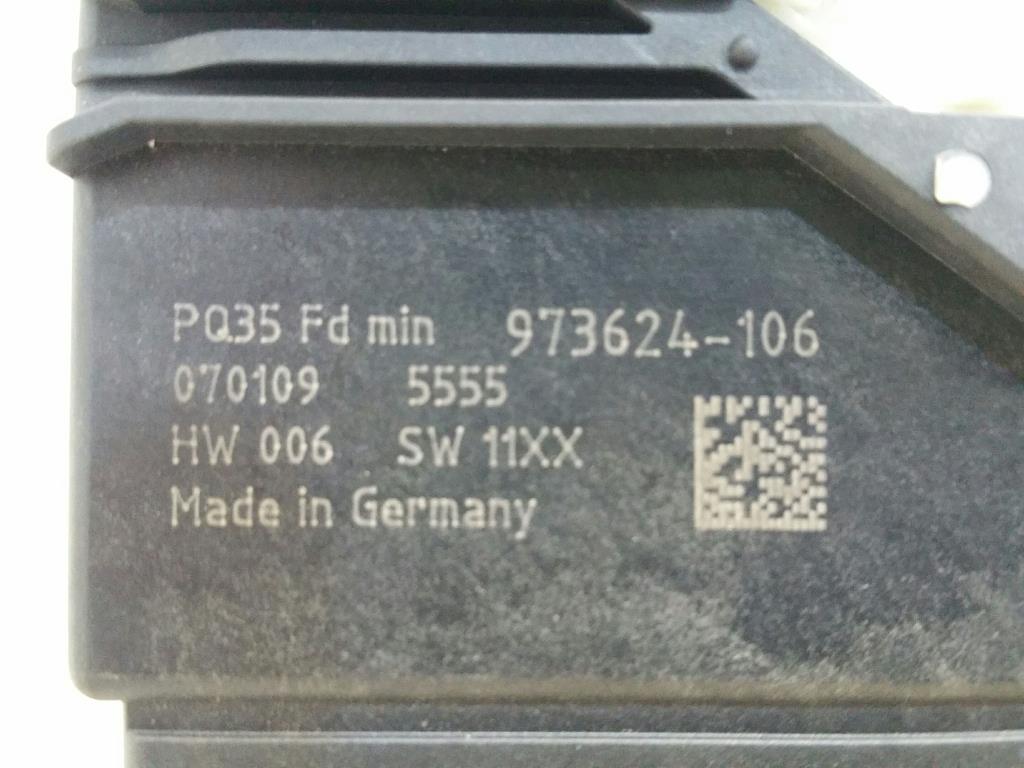 PQ35 Fd min 973624-106
070109 5555
HW 006 SW 11XX
Made in Germany